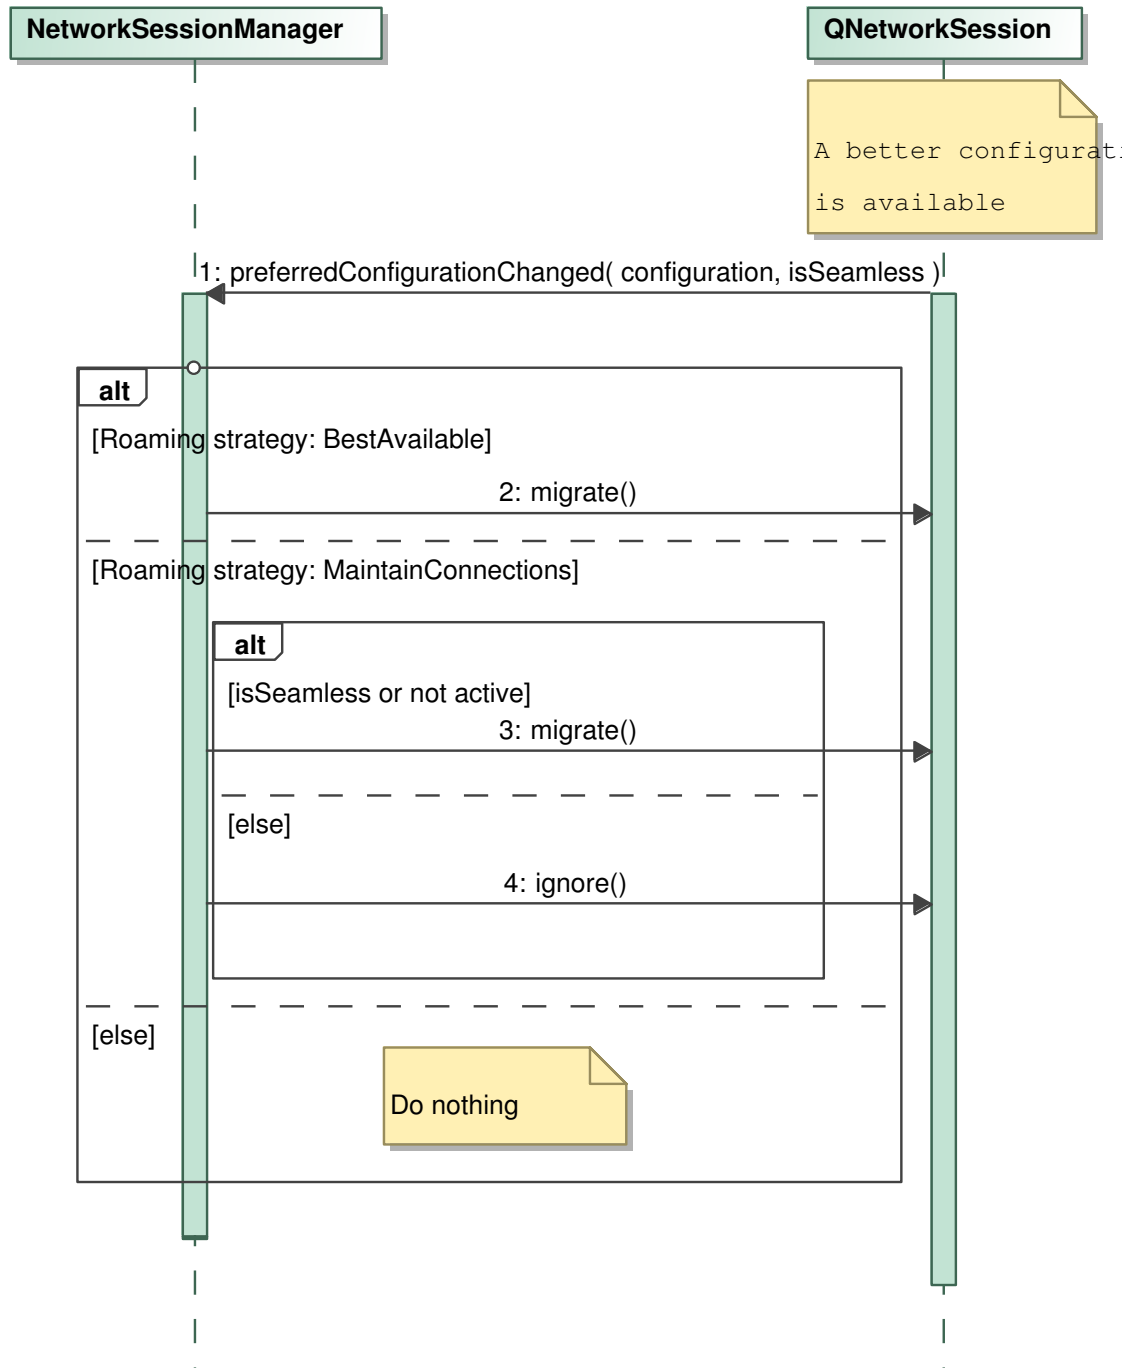 NetworkSessionManager
QNetworkSession
A better configurati
is available
1: preferredConfigurationChanged( configuration, isSeamless )
alt
[Roaming strategy: BestAvailable]
2: migrate()
[Roaming strategy: MaintainConnections]
alt
[isSeamless or not active]
3: migrate()
[else]
4: ignore()
[else]
Do nothing